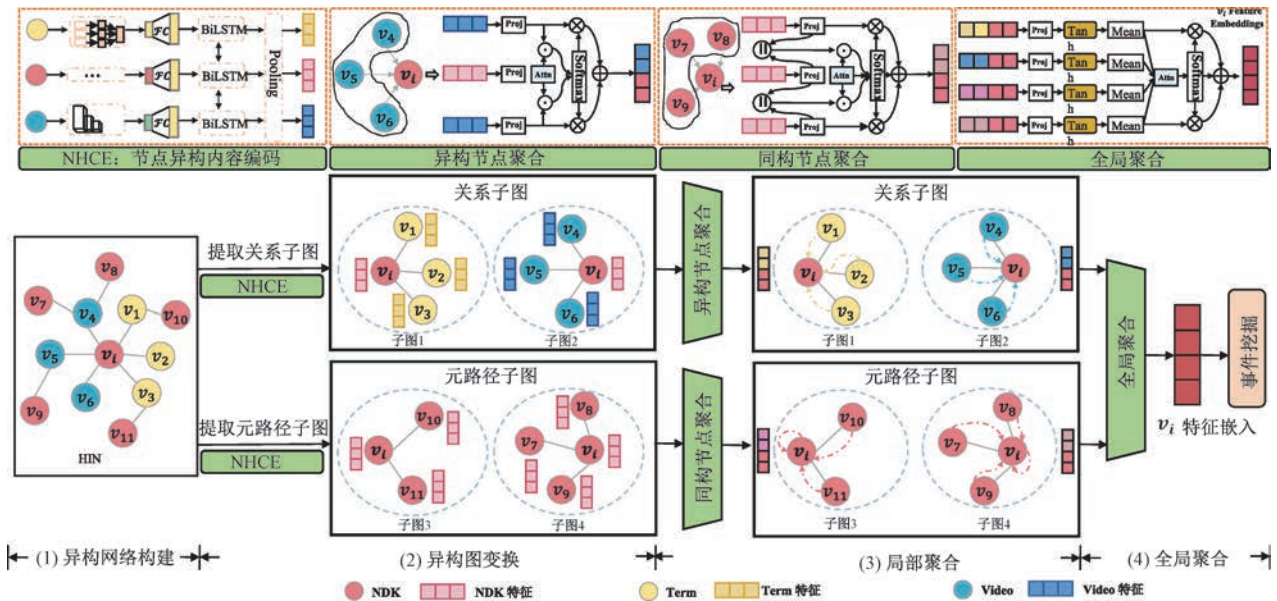 FC BiLSTM
… BiLSTM
FC BiLSTM
Pooling
v4
v5 vi
v6
Proj
Proj Attn
Proj
Softmax
v7 v8
vi
v9
Proj
Proj Attn
Proj
Softmax
Proj Tan h Mean
Proj Tan h Mean
Proj Tan h Mean
Proj Tan h Mean
Attn
Softmax
vi Feature
Embeddings
NHCE：节点异构内容编码
异构节点聚合
同构节点聚合
全局聚合
v8
v7 v4 v1 v10
v5 vi v2
v6 v3
v9 v11
HIN
提取关系子图
NHCE
提取元路径子图
NHCE
关系子图
v1
vi v2
v3
子图1
v4
v5 vi
v6
子图2
元路径子图
v10
vi
v11
子图3
v8
v7 vi
v9
子图4
异构节点聚合
同构节点聚合
关系子图
v1
vi v2
v3
子图1
v4
v5 vi
v6
子图2
元路径子图
v10
vi
v11
子图3
v8
v7 vi
v9
子图4
全局聚合
vi 特征嵌入
事件挖掘
(1) 异构网络构建
(2) 异构图变换
(3) 局部聚合
(4) 全局聚合
NDK NDK 特征 Term Term 特征 Video Video 特征